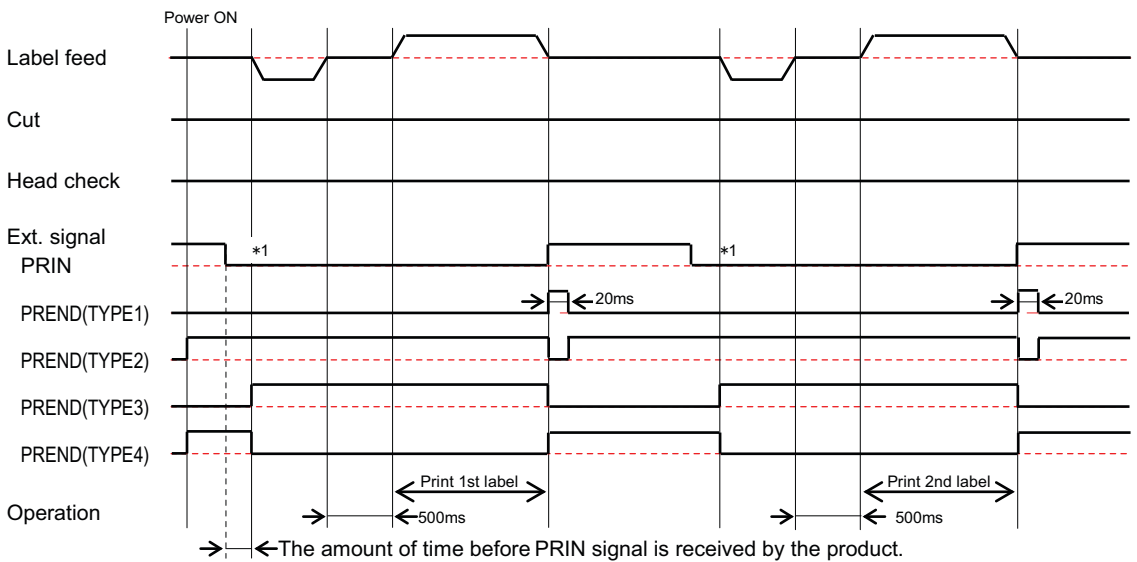 Power ON
Label feed
Cut
Head check
Ext. signal
PRIN
*1
*1
PREND(TYPE1)
20ms
20ms
PREND(TYPE2)
PREND(TYPE3)
PREND(TYPE4)
Print 1st label
Print 2nd label
Operation
500ms
500ms
The amount of time before PRIN signal is received by the product.